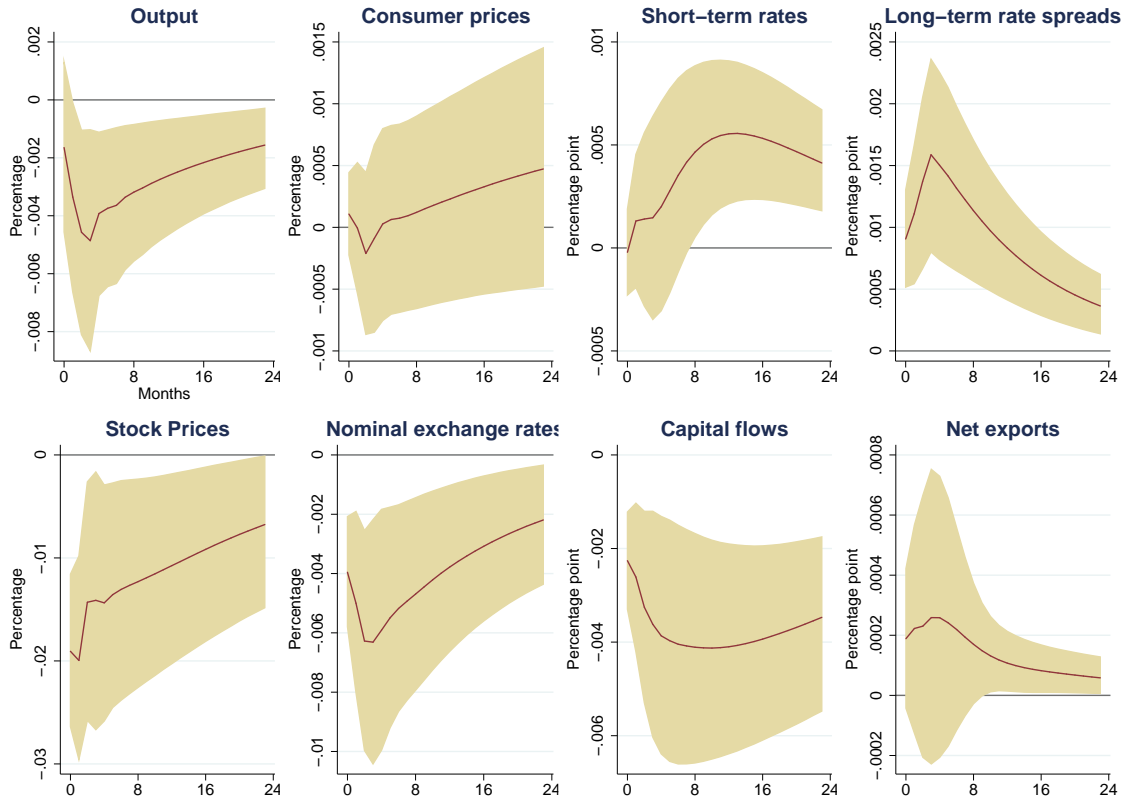 Output
Percentage
.002
0
−.002
−.004
−.006
−.008
0 8 16 24
Months
Consumer prices
Percentage
.0015
.001
.0005
0
−.0005
−.001
0 8 16 24
Short−term rates
Percentage point
.001
.0005
0
−.0005
0 8 16 24
Long−term rate spreads
Percentage point
.0025
.002
.0015
.001
.0005
0
0 8 16 24
Stock Prices
Percentage
0
−.01
−.02
−.03
0 8 16 24
Nominal exchange rates
Percentage
0
−.002
−.004
−.006
−.008
−.01
0 8 16 24
Capital flows
Percentage point
0
−.002
−.004
−.006
0 8 16 24
Net exports
Percentage point
.0008
.0006
.0004
.0002
0
−.0002
0 8 16 24